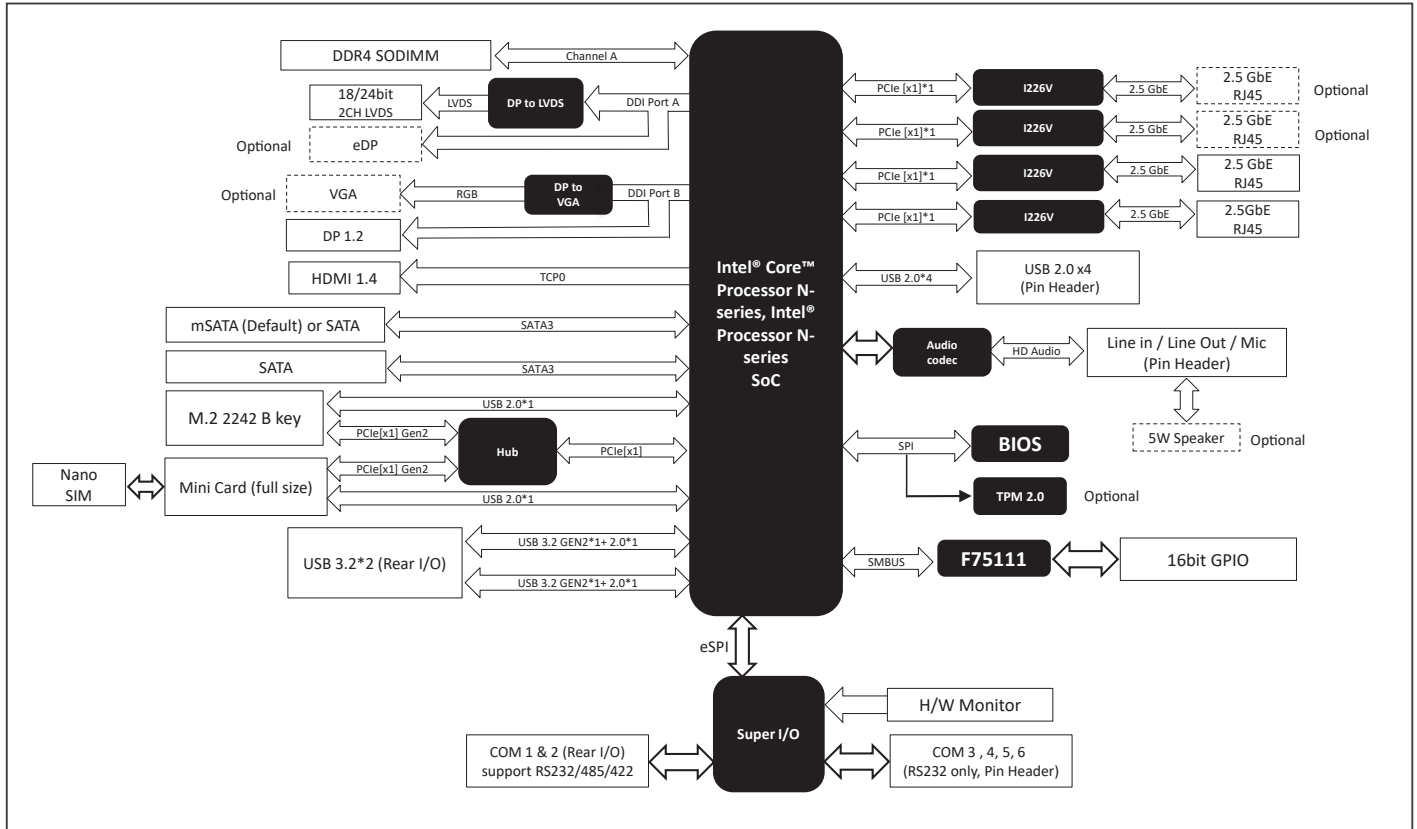 DDR4 SODIMM
Channel A
18/24bit
2CH LVDS
LVDS
DP to LVDS
DDI Port A
Optional
eDP
Optional
VGA
RGB
DP to
VGA
DDI Port B
DP 1.2
HDMI 1.4
TCP0
mSATA (Default) or SATA
SATA3
SATA
SATA3
M.2 2242 B key
USB 2.0*1
PCIe[x1] Gen2
Hub
PCIe[x1]
Nano
SIM
Mini Card (full size)
PCIe[x1] Gen2
USB 2.0*1
USB 3.2*2 (Rear I/O)
USB 3.2 GEN2*1+ 2.0*1
USB 3.2 GEN2*1+ 2.0*1
Intel® Core™
Processor N-
series, Intel®
Processor N-
series
SoC
PCIe [x1]*1
I226V
2.5 GbE
2.5 GbE
RJ45
Optional
PCIe [x1]*1
I226V
2.5 GbE
2.5 GbE
RJ45
Optional
PCIe [x1]*1
I226V
2.5 GbE
2.5 GbE
RJ45
PCIe [x1]*1
I226V
2.5 GbE
2.5GbE
RJ45
USB 2.0*4
USB 2.0 x4
(Pin Header)
Audio
codec
HD Audio
Line in / Line Out / Mic
(Pin Header)
5W Speaker
Optional
SPI
BIOS
TPM 2.0
Optional
SMBUS
F75111
16bit GPIO
eSPI
Super I/O
H/W Monitor
COM 1 & 2 (Rear I/O)
support RS232/485/422
COM 3 , 4, 5, 6
(RS232 only, Pin Header)